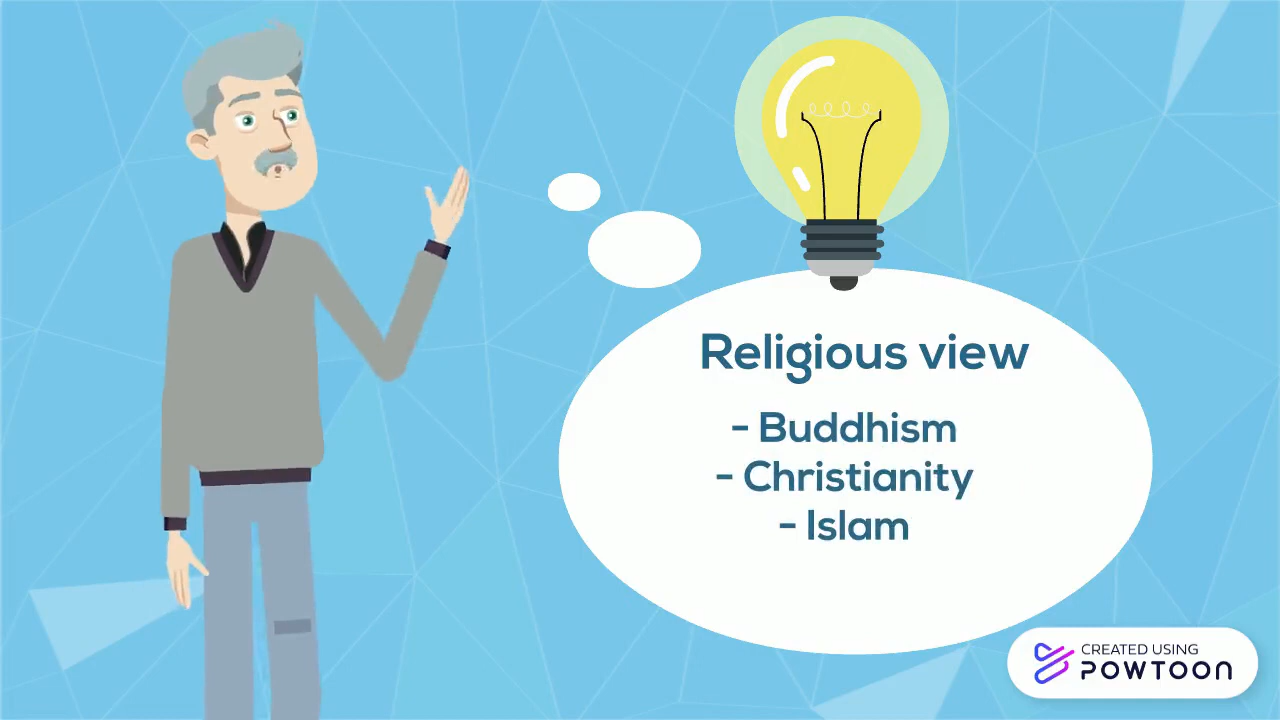 Religious view
- Buddhism
- Christianity
- Islam
CREATED USING
POWTOON